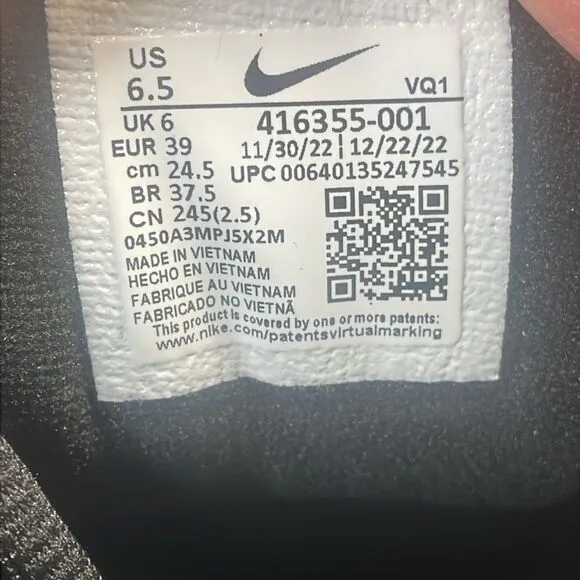 US
6.5
VQ1
UK 6
416355-001
EUR 39
11/30/22 | 12/22/22
cm 24.5
UPC 00640135247545
BR 37.5
CN 245(2.5)
0450A3MPJ5X2M
MADE IN VIETNAM
HECHO EN VIETNAM
FABRIQUE AU VIETNAM
FABRICADO NO VIETNÃ
This product is covered by one or more patents:
www.nike.com/patentsvirtualmarking